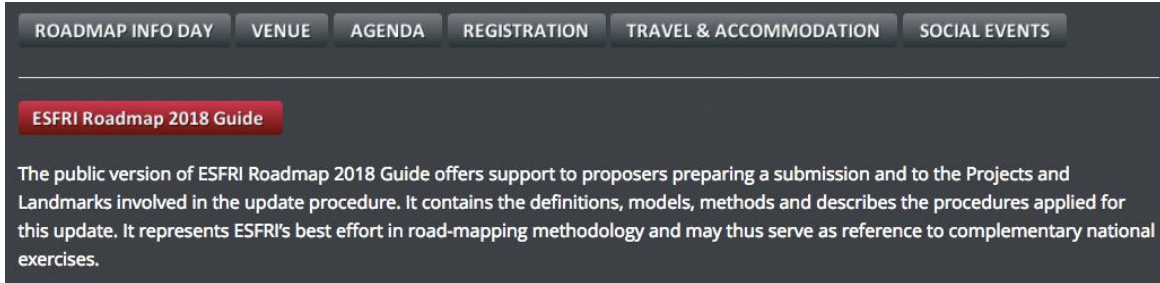 ROADMAP INFO DAY VENUE AGENDA REGISTRATION TRAVEL & ACCOMMODATION SOCIAL EVENTS
ESFRI Roadmap 2018 Guide
The public version of ESFRI Roadmap 2018 Guide offers support to proposers preparing a submission and to the Projects and
Landmarks involved in the update procedure. It contains the definitions, models, methods and describes the procedures applied for
this update. It represents ESFRI's best effort in road-mapping methodology and may thus serve as reference to complementary national
exercises.